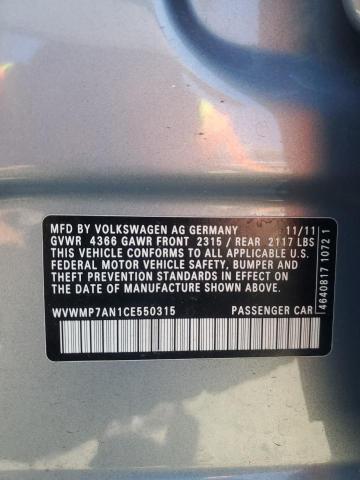 MFD BY VOLKSWAGEN AG GERMANY 11/11
GVWR 4366 GAWR FRONT 2315 / REAR 2117 LBS
THIS VEHICLE CONFORMS TO ALL APPLICABLE U.S.
FEDERAL MOTOR VEHICLE SAFETY, BUMPER AND
THEFT PREVENTION STANDARDS IN EFFECT ON
THE DATE OF MANUFACTURE SHOWN ABOVE.
WVWMP7AN1CE550315 PASSENGER CAR
4640817 1072 1